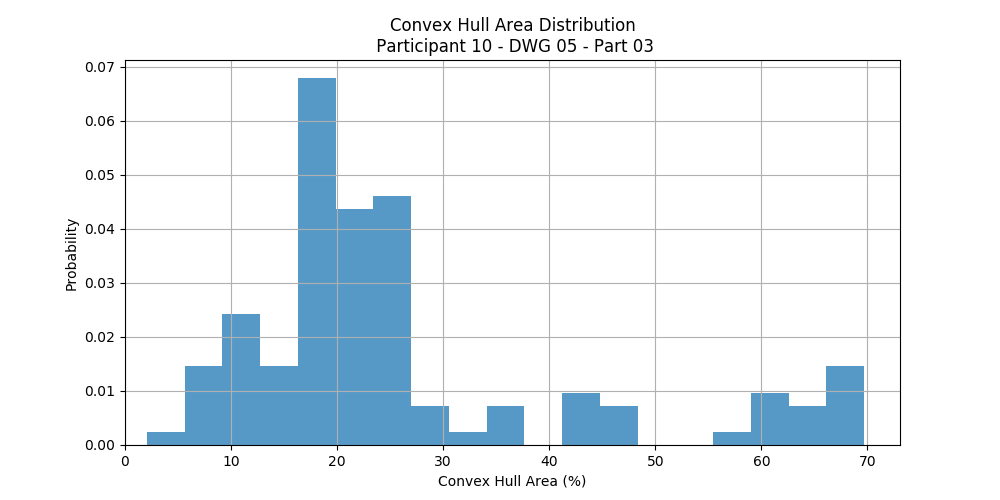 Convex Hull Area Distribution
Participant 10 - DWG 05 - Part 03
0.07
0.06
0.05
0.04
0.03
0.02
0.01
0.00
Probability
0 10 20 30 40 50 60 70
Convex Hull Area (%)